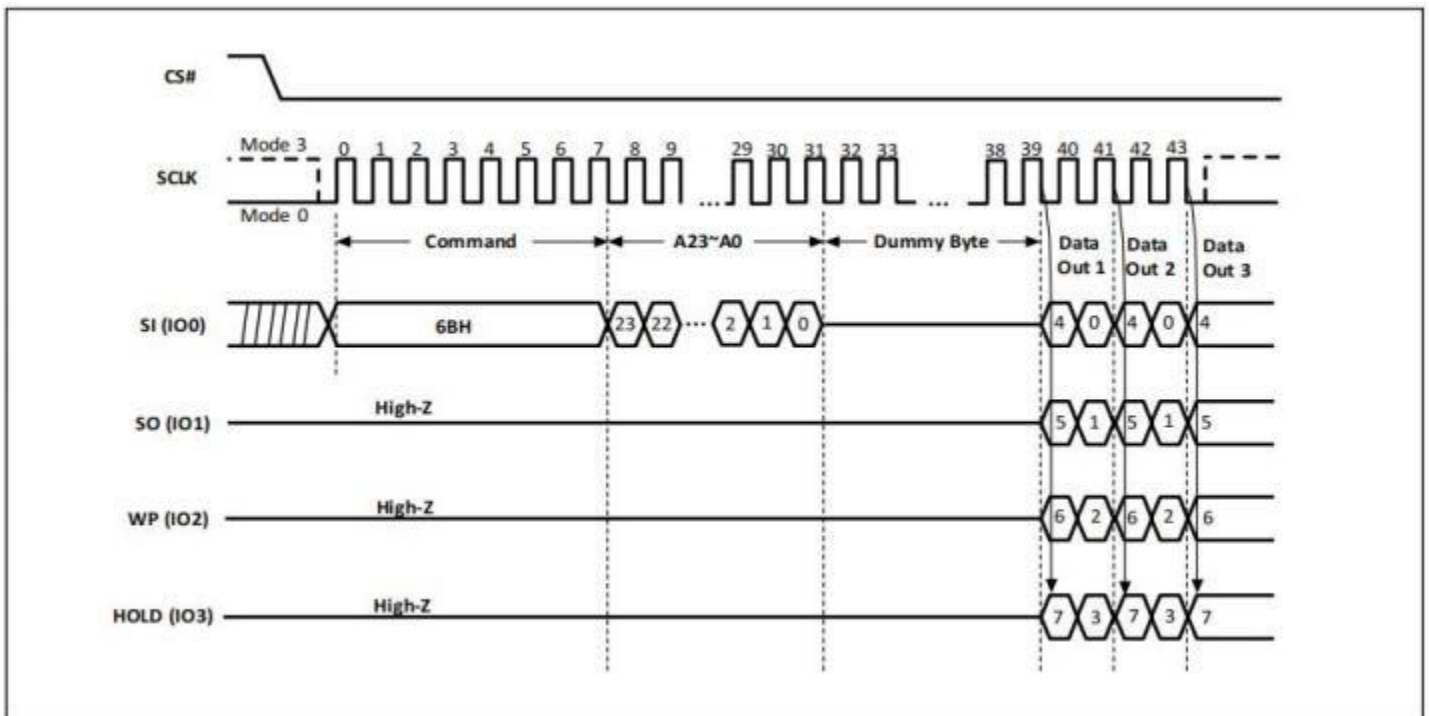 CS#
Mode 3 0 1 2 3 4 5 6 7 8 9 29 30 31 32 33 38 39 40 41 42 43
SCLK
.... ...
Mode 0
Command A23~A0 Dummy Byte Data Data Data
Out 1 Out 2 Out 3
SI (IO0) 6BH 23 22 ... 2 1 0 4 0 4 0 4
High-Z
SO (IO1) 5 1 5 1 5
High-Z
WP (IO2) 6 2 6 2 6
High-Z
HOLD (IO3) 7 3 7 3 7